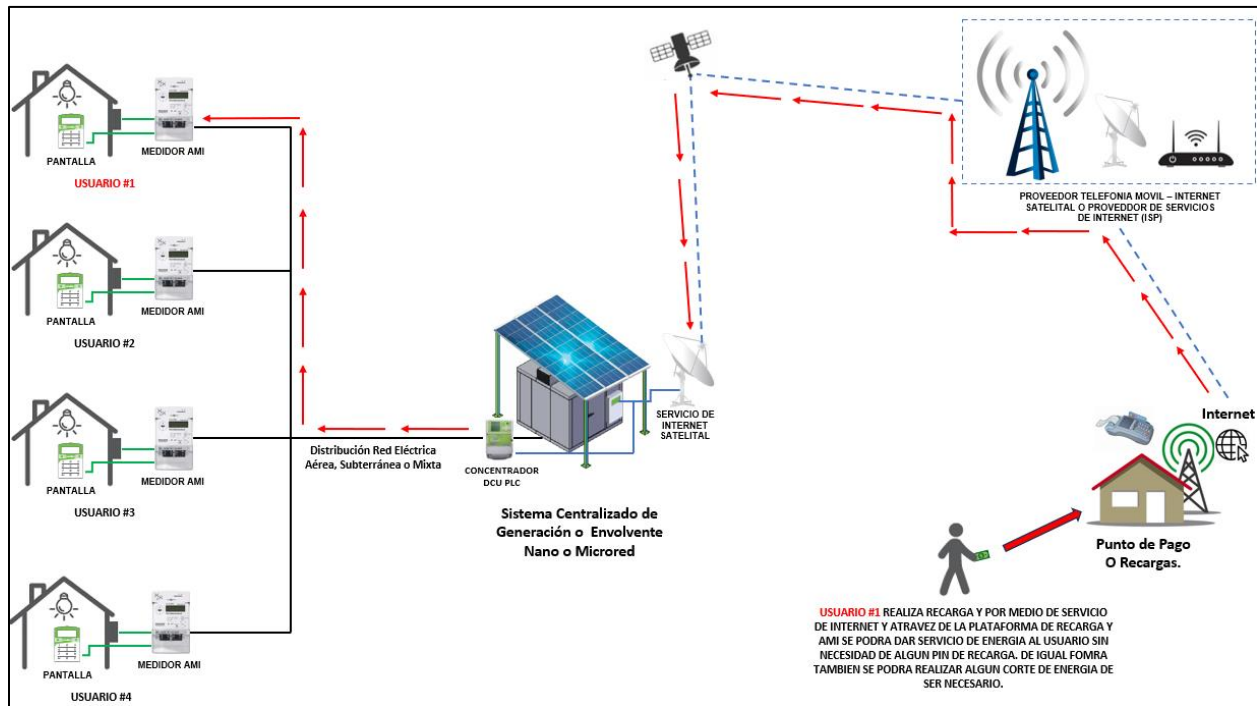 PANTALLA
MEDIDOR AMI
USUARIO #1
PANTALLA
MEDIDOR AMI
USUARIO #2
PANTALLA
MEDIDOR AMI
USUARIO #3
PANTALLA
MEDIDOR AMI
USUARIO #4
Distribución Red Eléctrica
Aérea, Subterránea o Mixta
CONCENTRADOR
DCU PLC
SERVICIO DE
INTERNET
SATELITAL
Sistema Centralizado de
Generación o Envolvente
Nano o Microred
PROVEEDOR TELEFONIA MOVIL – INTERNET
SATELITAL O PROVEDDOR DE SERVICIOS
DE INTERNET (ISP)
Internet
Punto de Pago
O Recargas.
USUARIO #1 REALIZA RECARGA Y POR MEDIO DE SERVICIO
DE INTERNET Y ATRAVEZ DE LA PLATAFORMA DE RECARGA Y
AMI SE PODRA DAR SERVICIO DE ENERGIA AL USUARIO SIN
NECESIDAD DE ALGUN PIN DE RECARGA. DE IGUAL FOMRA
TAMBIEN SE PODRA REALIZAR ALGUN CORTE DE ENERGIA DE
SER NECESARIO.